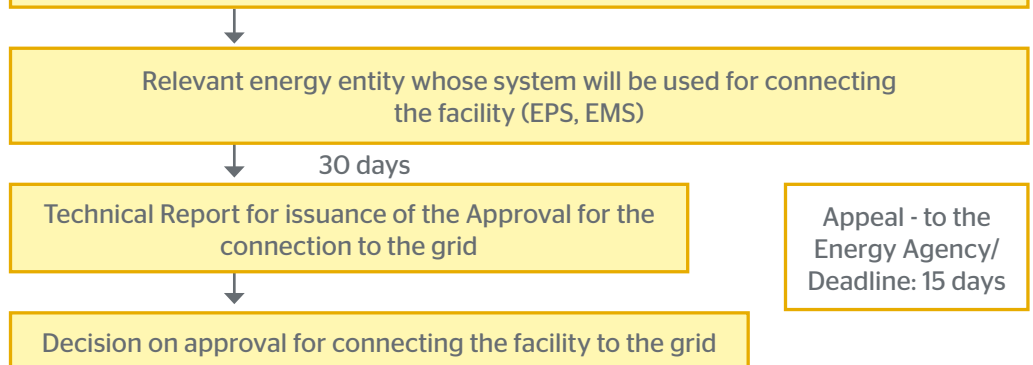 Relevant energy entity whose system will be used for connecting
the facility (EPS, EMS)
30 days
Technical Report for issuance of the Approval for the
connection to the grid
Appeal - to the
Energy Agency/
Deadline: 15 days
Decision on approval for connecting the facility to the grid